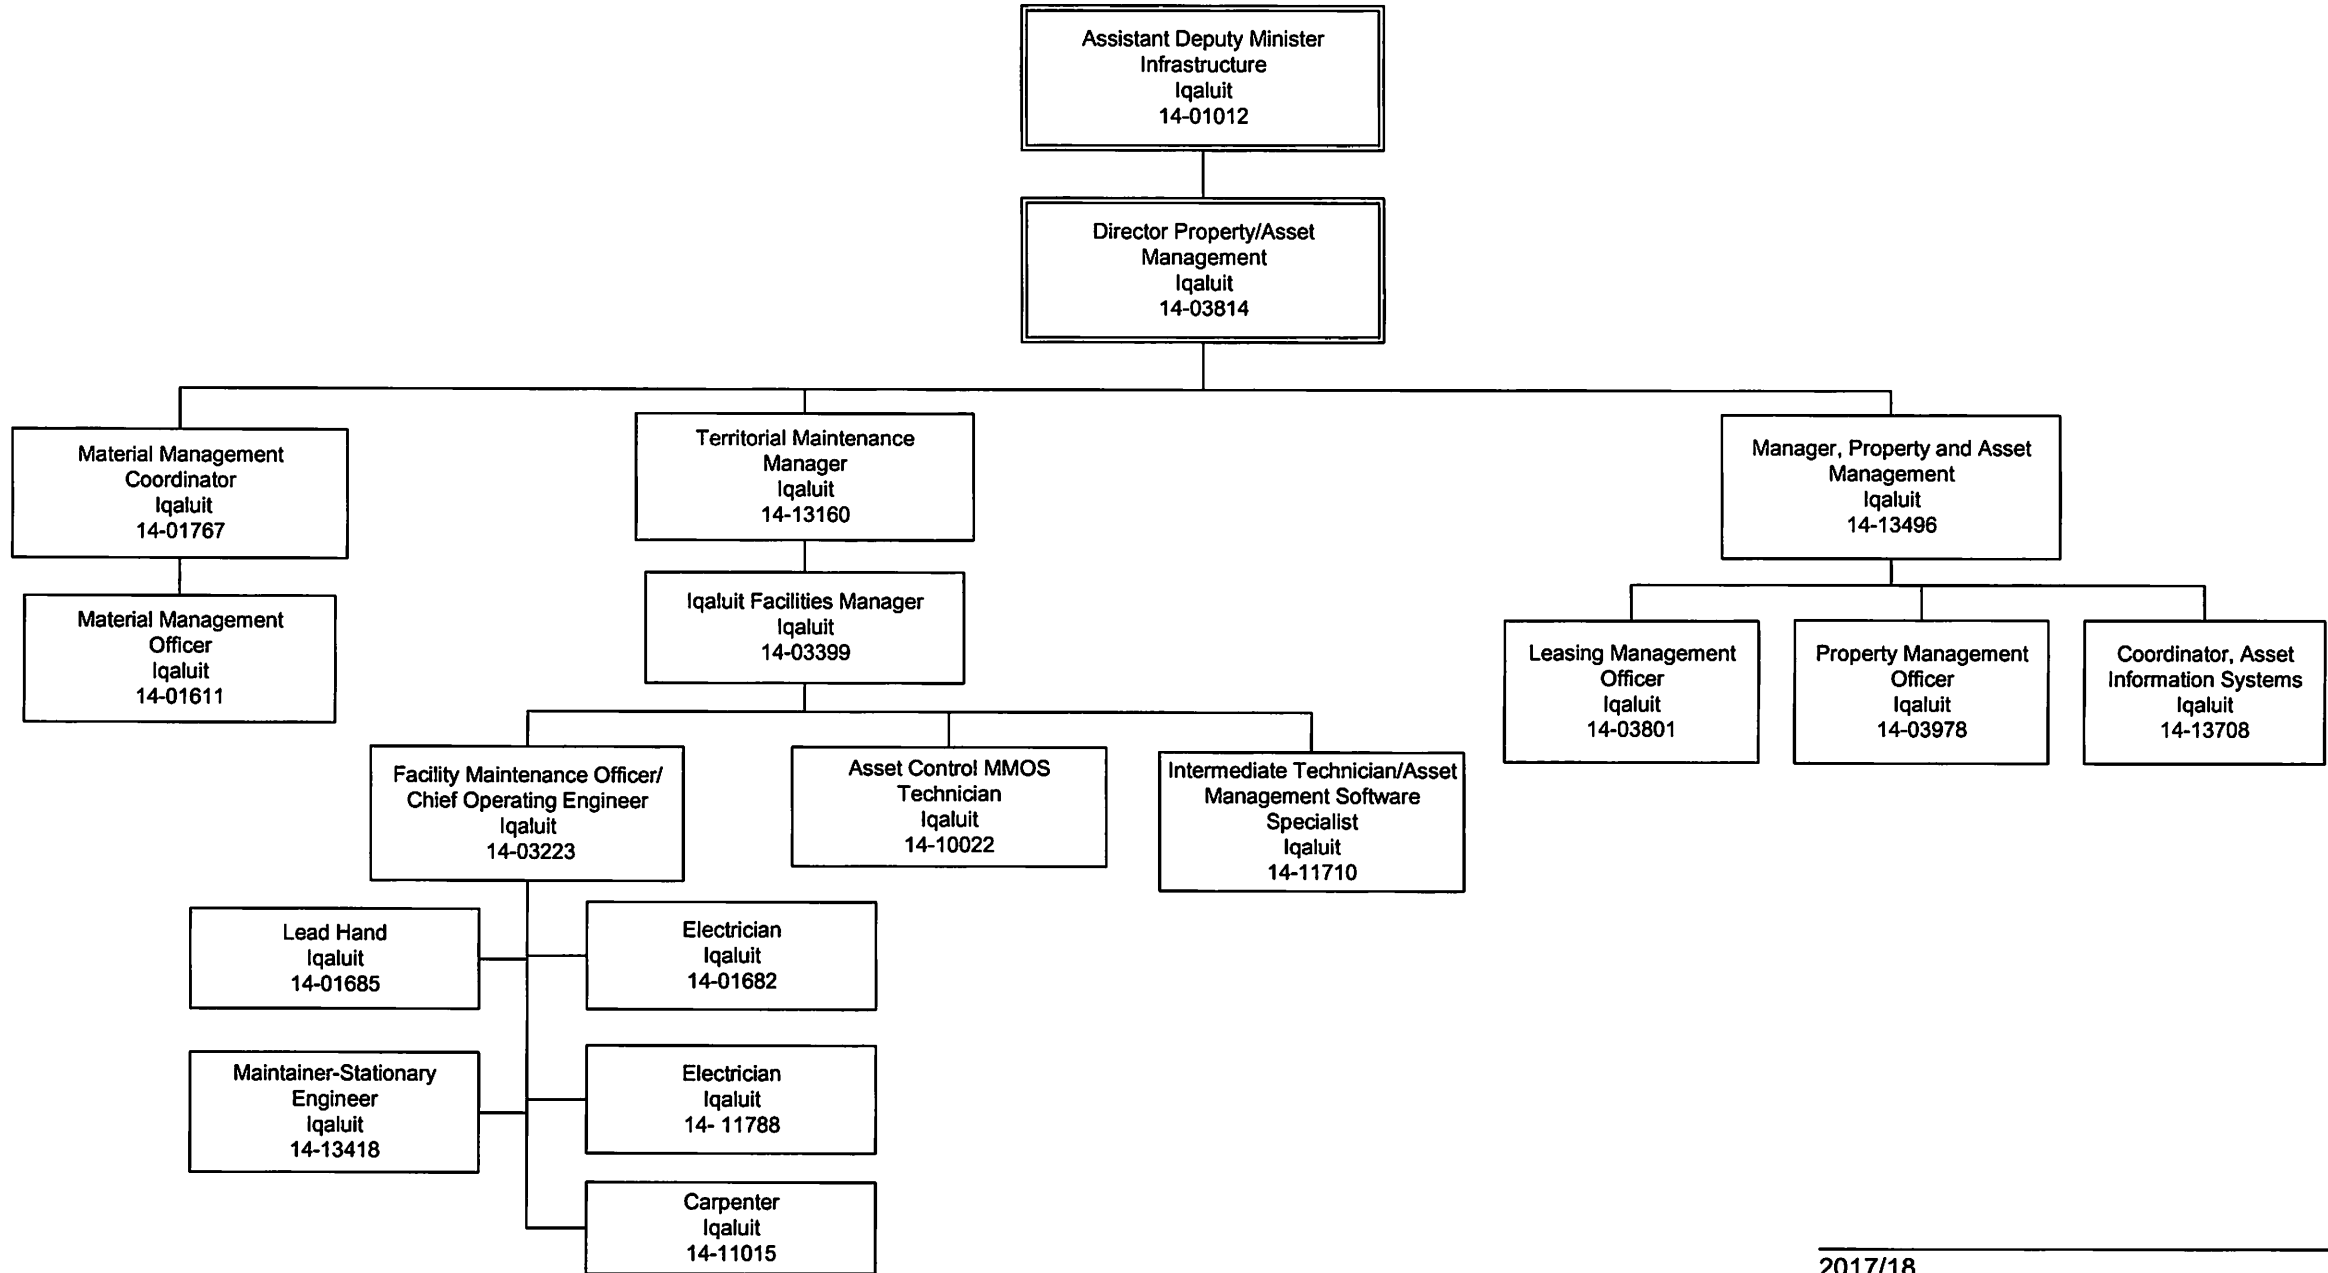 Assistant Deputy Minister
Infrastructure
Iqaluit
14-01012
Director Property/Asset
Management
Iqaluit
14-03814
Material Management
Coordinator
Iqaluit
14-01767
Territorial Maintenance
Manager
Iqaluit
14-13160
Manager, Property and Asset
Management
Iqaluit
14-13496
Material Management
Officer
Iqaluit
14-01611
Iqaluit Facilities Manager
Iqaluit
14-03399
Leasing Management
Officer
Iqaluit
14-03801
Property Management
Officer
Iqaluit
14-03978
Coordinator, Asset
Information Systems
Iqaluit
14-13708
Facility Maintenance Officer/
Chief Operating Engineer
Iqaluit
14-03223
Asset Control MMOS
Technician
Iqaluit
14-10022
Intermediate Technician/Asset
Management Software
Specialist
Iqaluit
14-11710
Lead Hand
Iqaluit
14-01685
Electrician
Iqaluit
14-01682
Maintainer-Stationary
Engineer
Iqaluit
14-13418
Electrician
Iqaluit
14- 11788
Carpenter
Iqaluit
14-11015
2017/18